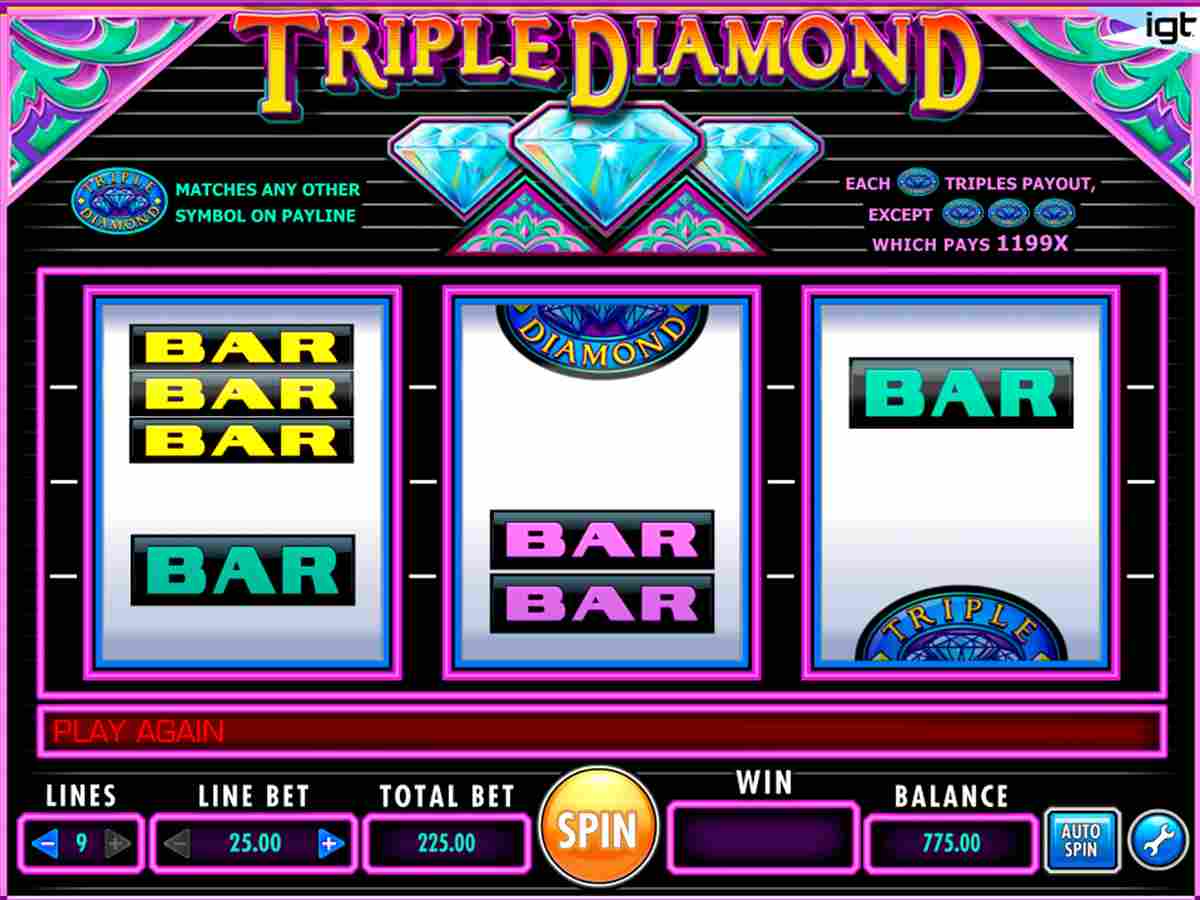 igt
TRIPLE DIAMOND
TRIPLE DIAMOND
MATCHES ANY OTHER
SYMBOL ON PAYLINE
EACH TRIPLES PAYOUT,
EXCEPT
WHICH PAYS 1199X
BAR
BAR
BAR
DIAMOND
BAR
BAR
BAR
BAR
TRIPLE
PLAY AGAIN
LINES LINE BET TOTAL BET SPIN WIN BALANCE
- 9 + - 25.00 + 225.00 775.00 AUTO SPIN